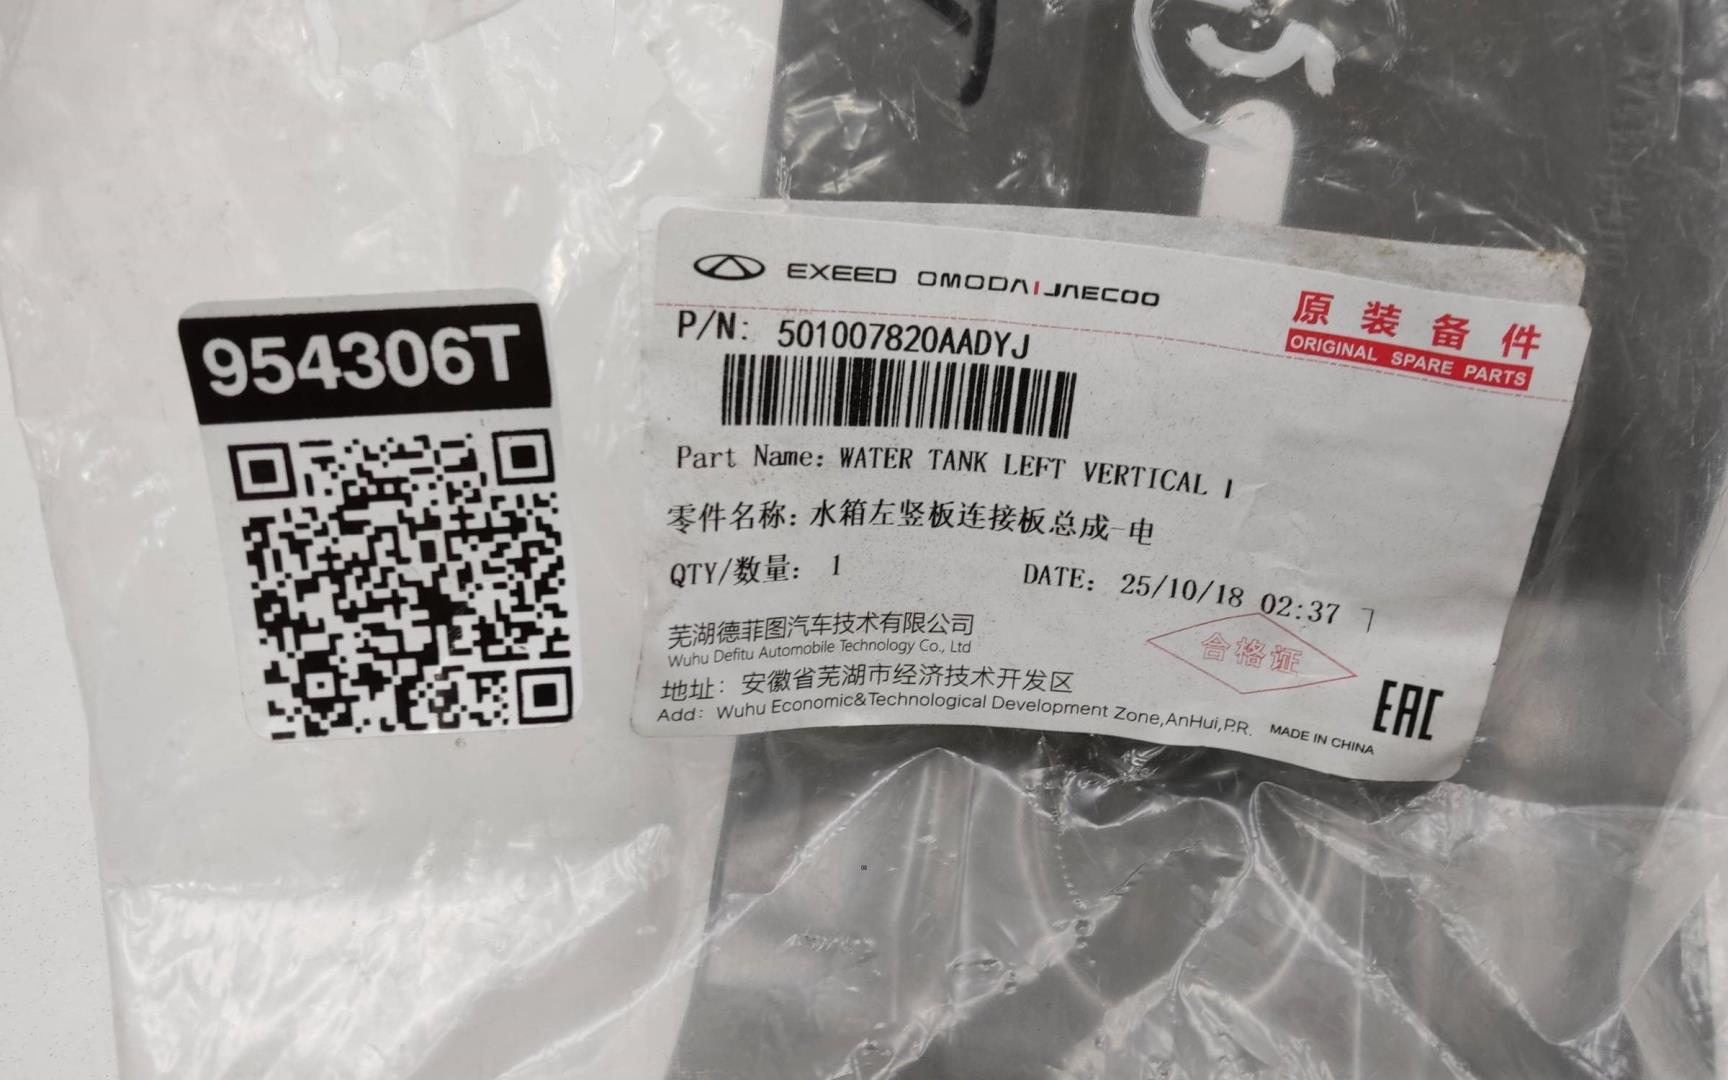 954306T
EXEED OMODA|JAECOO
原装备件
ORIGINAL SPARE PARTS
P/N: 501007820AADYJ
Part Name: WATER TANK LEFT VERTICAL
零件名称: 水箱左竖板连接板总成-电
QTY/数量: 1
DATE: 25/10/18 02:37
芜湖德菲图汽车技术有限公司
Wuhu Defitu Automobile Technology Co., Ltd
合格证
地址: 安徽省芜湖市经济技术开发区
Add: Wuhu Economic&Technological Development Zone,AnHui,P.R.
MADE IN CHINA
EAC